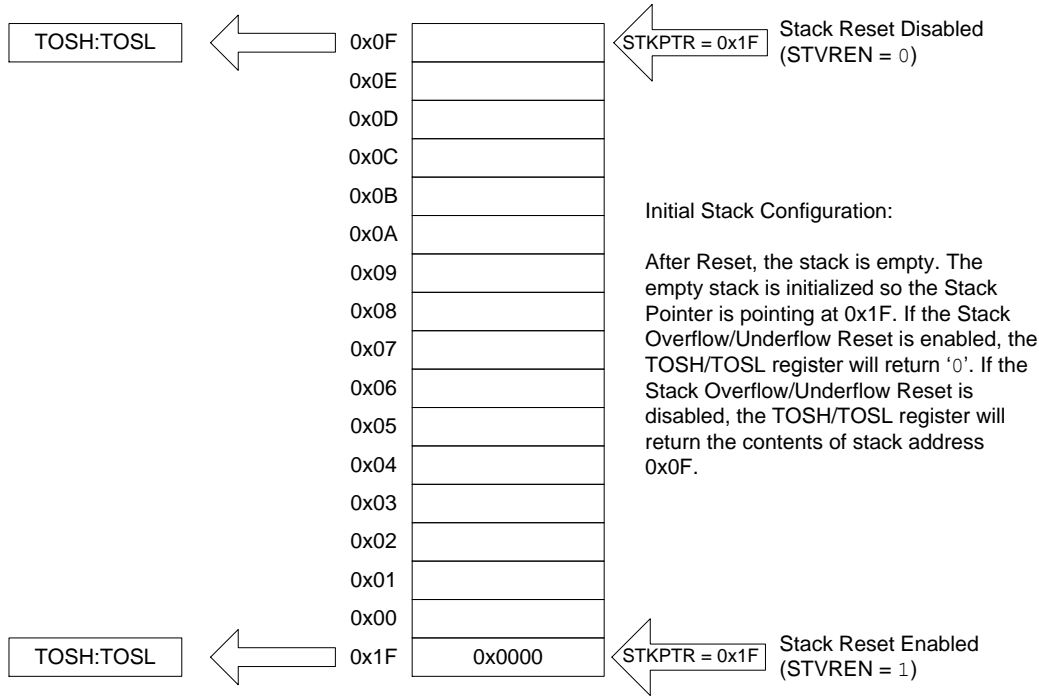 TOSH:TOSL
0x0F
STKPTR = 0x1F
Stack Reset Disabled
(STVREN = 0)
0x0E
0x0D
0x0C
0x0B
0x0A
0x09
0x08
0x07
0x06
0x05
0x04
0x03
0x02
0x01
0x00
Initial Stack Configuration:
After Reset, the stack is empty. The
empty stack is initialized so the Stack
Pointer is pointing at 0x1F. If the Stack
Overflow/Underflow Reset is enabled, the
TOSH/TOSL register will return ‘0’. If the
Stack Overflow/Underflow Reset is
disabled, the TOSH/TOSL register will
return the contents of stack address
0x0F.
TOSH:TOSL
0x1F
0x0000
STKPTR = 0x1F
Stack Reset Enabled
(STVREN = 1)